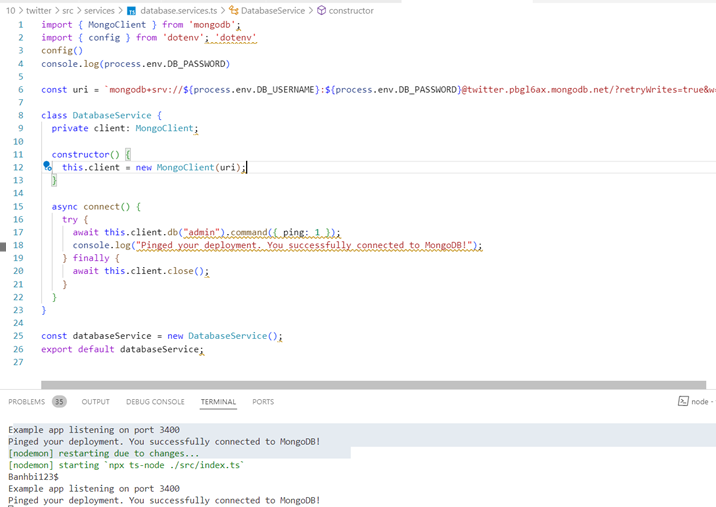 10 > twitter > src > services > TS database.services.ts > DatabaseService > constructor
1 import { MongoClient } from 'mongodb';
2 import { config } from 'dotenv'; 'dotenv'
3 config()
4 console.log(process.env.DB_PASSWORD)
5
6 const uri = `mongodb+srv://${process.env.DB_USERNAME}:${process.env.DB_PASSWORD}@twitter.pbgl6ax.mongodb.net/?retryWrites=true&w
7
8 class DatabaseService {
9 private client: MongoClient;
10
11 constructor() {
12 this.client = new MongoClient(uri);
13 }
14
15 async connect() {
16 try {
17 await this.client.db("admin").command({ ping: 1 });
18 console.log("Pinged your deployment. You successfully connected to MongoDB!");
19 } finally {
20 await this.client.close();
21 }
22 }
23 }
24
25 const databaseService = new DatabaseService();
26 export default databaseService;
27
PROBLEMS 35 OUTPUT DEBUG CONSOLE TERMINAL PORTS node -
Example app listening on port 3400
Pinged your deployment. You successfully connected to MongoDB!
[nodemon] restarting due to changes...
[nodemon] starting `npx ts-node ./src/index.ts`
Banhbi123$
Example app listening on port 3400
Pinged your deployment. You successfully connected to MongoDB!